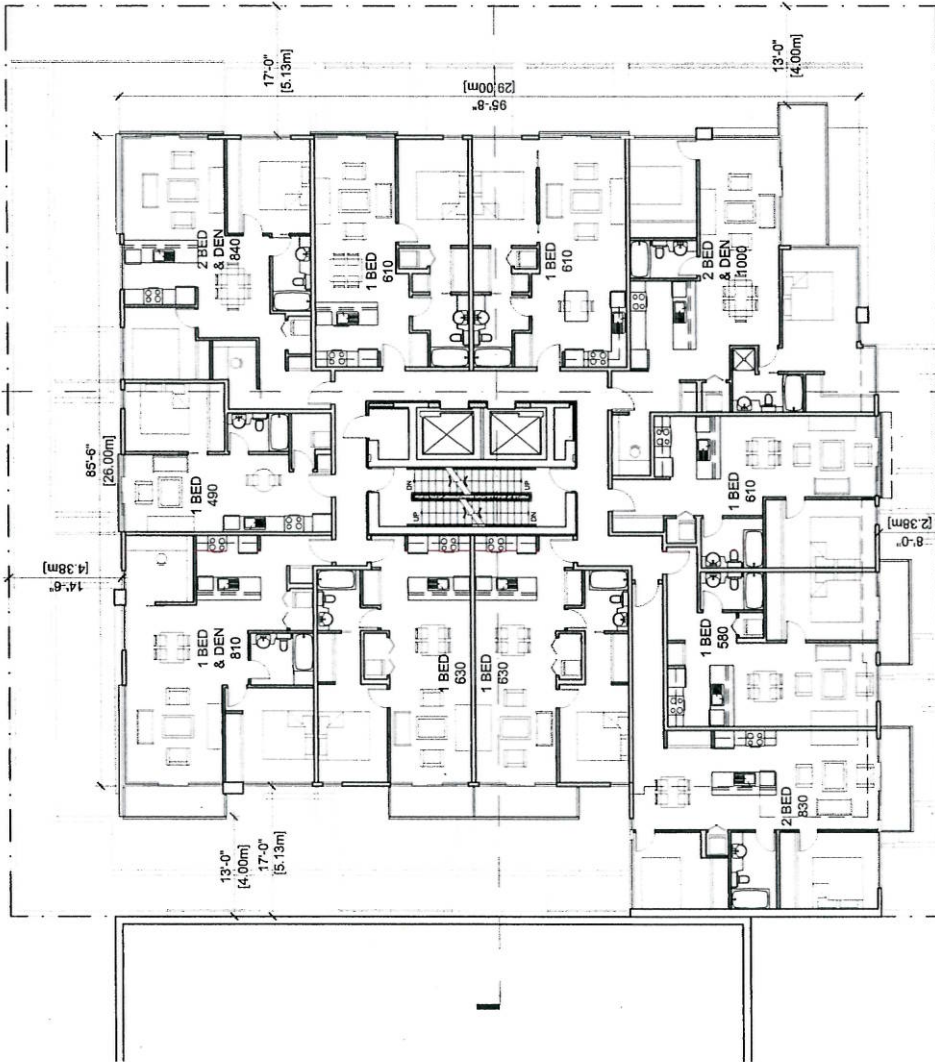 17'-0"
[5.13m]
13'-0"
[4.00m]
95'-8"
[29.00m]
2 BED
& DEN
840
1 BED
610
1 BED
610
2 BED
& DEN
1000
85'-6"
[26.00m]
1 BED
490
DN
UP
UP
DN
1 BED
610
8'-0"
[2.38m]
14'-6"
[4.38m]
1 BED
& DEN
810
1 BED
630
1 BED
630
1 BED
580
2 BED
830
13'-0"
[4.00m]
17'-0"
[5.13m]